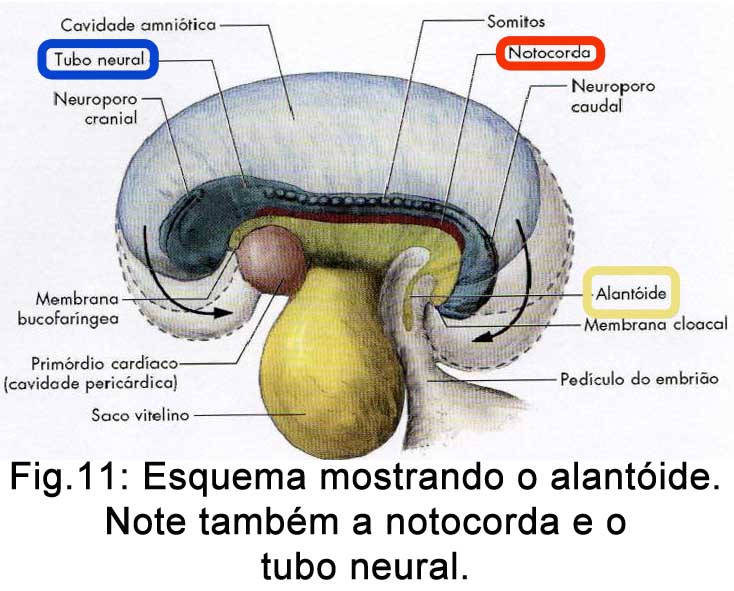 Cavidade amniótica
Somitos
Tubo neural
Notocorda
Neuroporo
cranial
Neuroporo
caudal
Membrana
bucofaríngea
Alantóide
Membrana cloacal
Primórdio cardíaco
(cavidade pericárdica)
Pedículo do embrião
Saco vitelino
Fig.11: Esquema mostrando o alantóide.
Note também a notocorda e o
tubo neural.